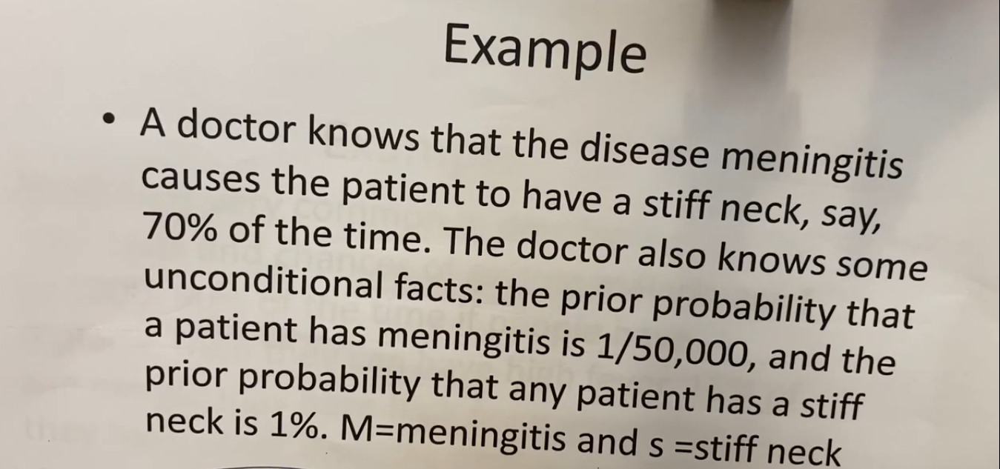 Example
• A doctor knows that the disease meningitis
causes the patient to have a stiff neck, say,
70% of the time. The doctor also knows some
unconditional facts: the prior probability that
a patient has meningitis is 1/50,000, and the
prior probability that any patient has a stiff
neck is 1%. M=meningitis and s =stiff neck